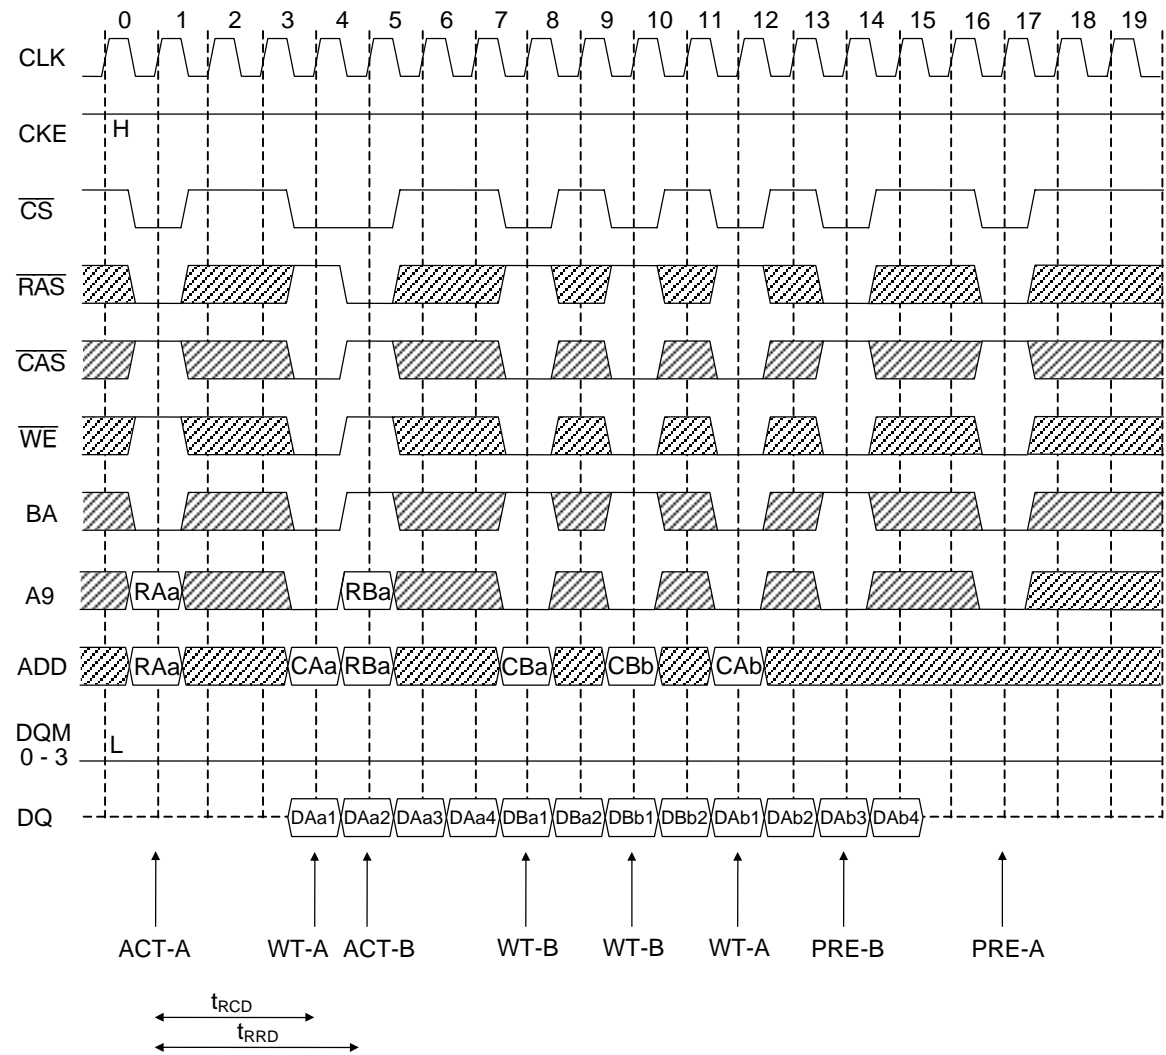 0 1 2 3 4 5 6 7 8 9 10 11 12 13 14 15 16 17 18 19
CLK
CKE H
CS
RAS
CAS
WE
BA
A9 RAa RBa
ADD RAa CAa RBa CBa CBb CAb
DQM
0 - 3 L
DQ DAa1 DAa2 DAa3 DAa4 DBa1 DBa2 DBb1 DBb2 DAb1 DAb2 DAb3 DAb4
ACT-A WT-A ACT-B WT-B WT-B WT-A PRE-B PRE-A
tRCD
tRRD